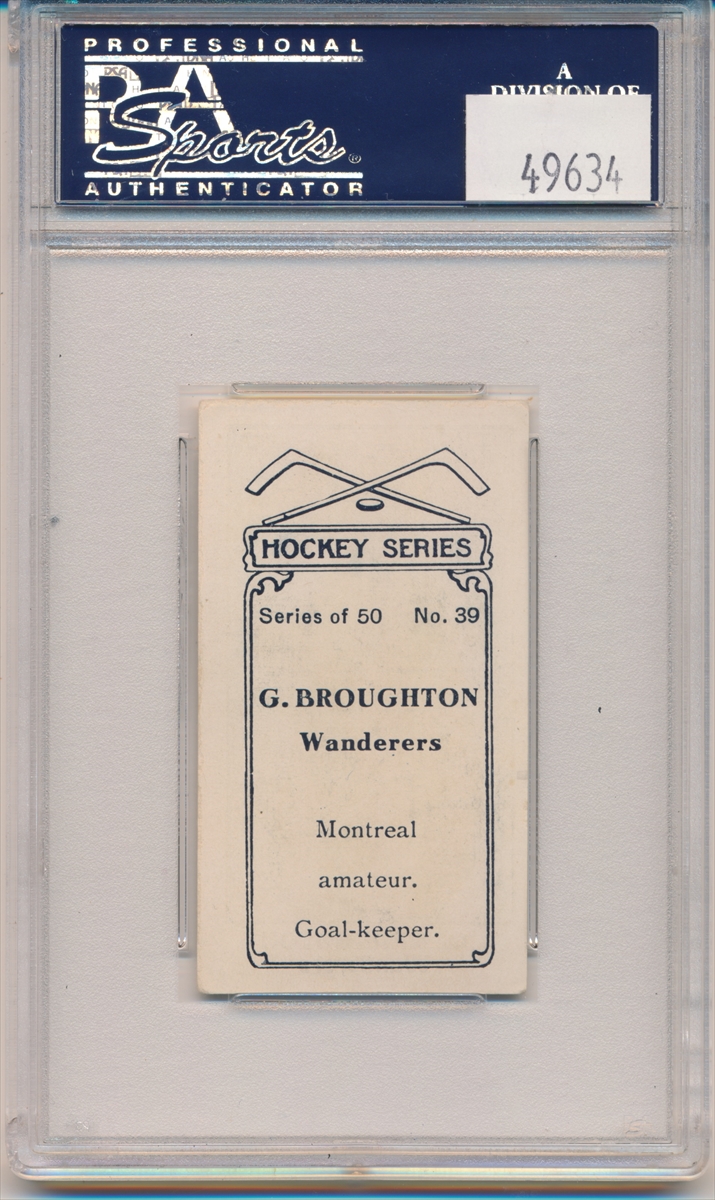 PROFESSIONAL
PSA
Sports®
AUTHENTICATOR
A
DIVISION OF
49634
HOCKEY SERIES
Series of 50 No. 39
G. BROUGHTON
Wanderers
Montreal
amateur.
Goal-keeper.